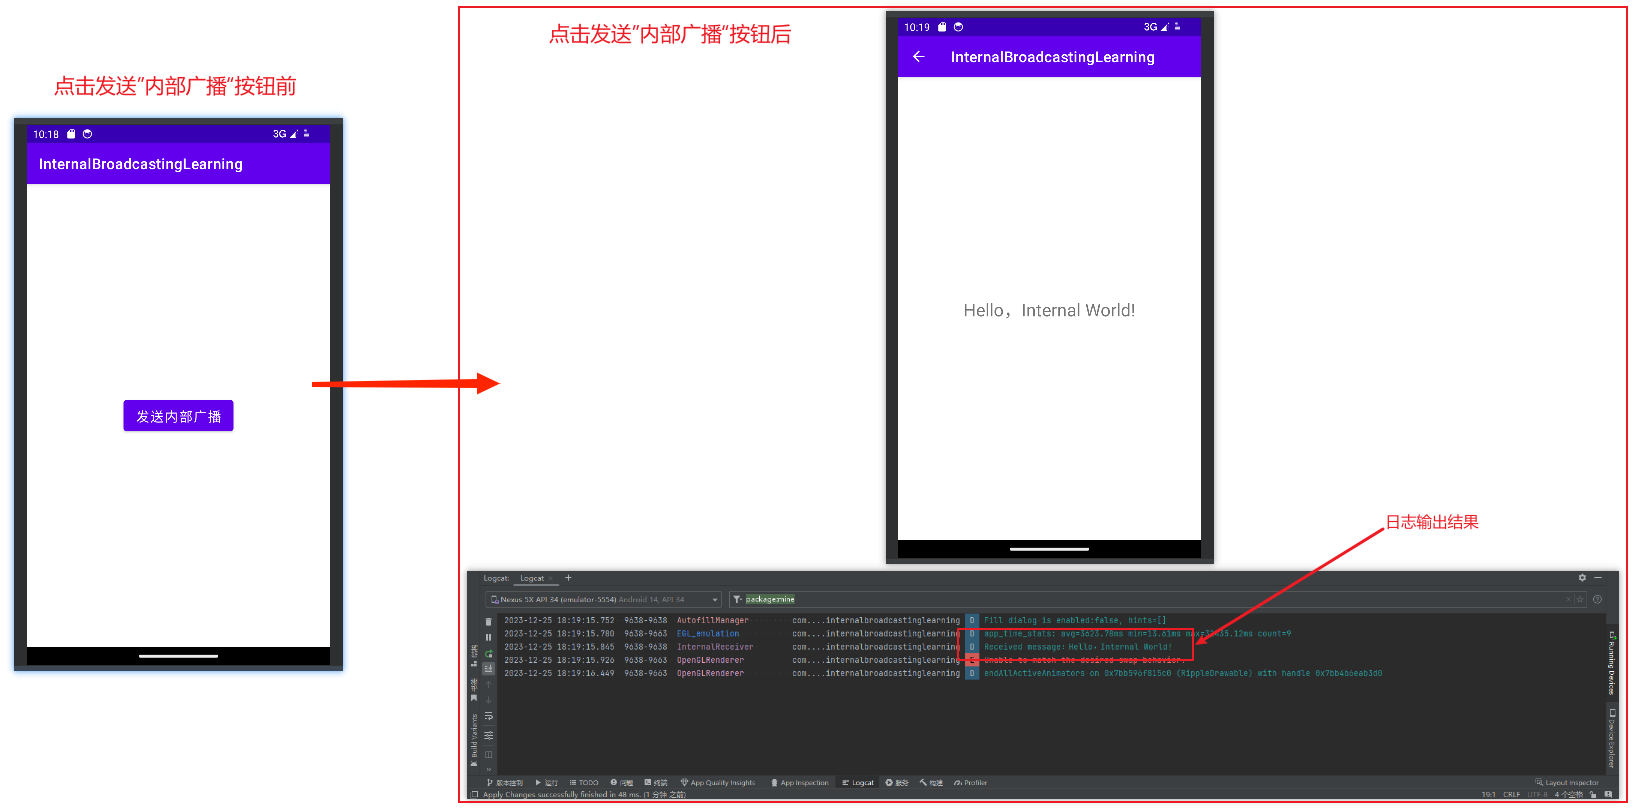 点击发送”内部广播“按钮前
10:18
3G
InternalBroadcastingLearning
发送内部广播
点击发送”内部广播“按钮后
10:19
3G
InternalBroadcastingLearning
Hello，Internal World!
日志输出结果
Logcat: Logcat
Nexus 5X API 34 (emulator-5554) Android 14, API 34
package:mine
2023-12-25 18:19:15.752 9638-9638 AutofillManager com....internalbroadcastinglearning D Fill dialog is enabled:false, hints=[]
2023-12-25 18:19:15.780 9638-9663 EGL_emulation com....internalbroadcastinglearning D app_time_stats: avg=3623.78ms min=13.61ms max=32435.12ms count=9
2023-12-25 18:19:15.845 9638-9638 InternalReceiver com....internalbroadcastinglearning D Received message: Hello，Internal World!
2023-12-25 18:19:15.926 9638-9663 OpenGLRenderer com....internalbroadcastinglearning E Unable to match the desired swap behavior.
2023-12-25 18:19:16.449 9638-9663 OpenGLRenderer com....internalbroadcastinglearning D endAllActiveAnimators on 0x7bb596f815c0 (RippleDrawable) with handle 0x7bb4b6eab3d0
Build Variants
Running Devices
Device Explorer
版本控制 运行 TODO 问题 终端 App Quality Insights App Inspection Logcat 服务 构建 Profiler Layout Inspector
Apply Changes successfully finished in 48 ms. (1 分钟 之前) 19:1 CRLF UTF-8 4 个空格